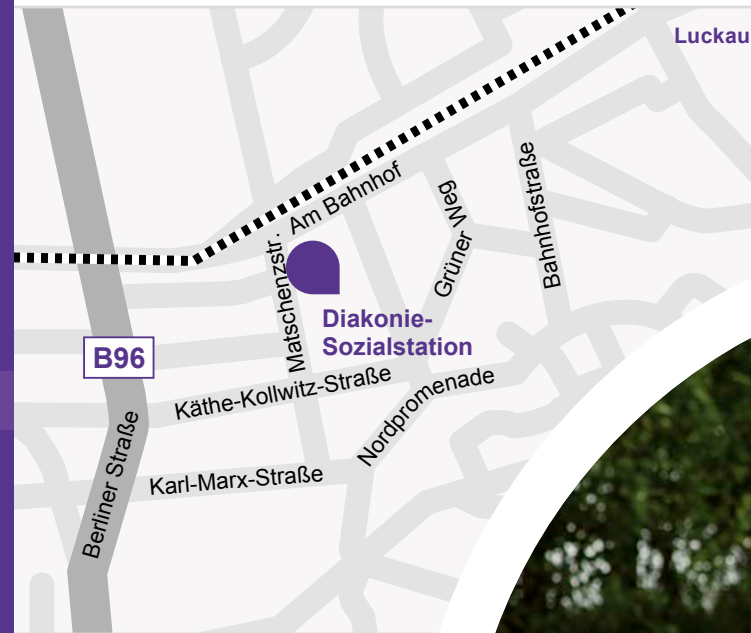 Luckau
Am Bahnhof
Grüner Weg
Bahnhofstraße
Matschenzstr.
Diakonie-
Sozialstation
B96
Käthe-Kollwitz-Straße
Nordpromenade
Berliner Straße
Karl-Marx-Straße